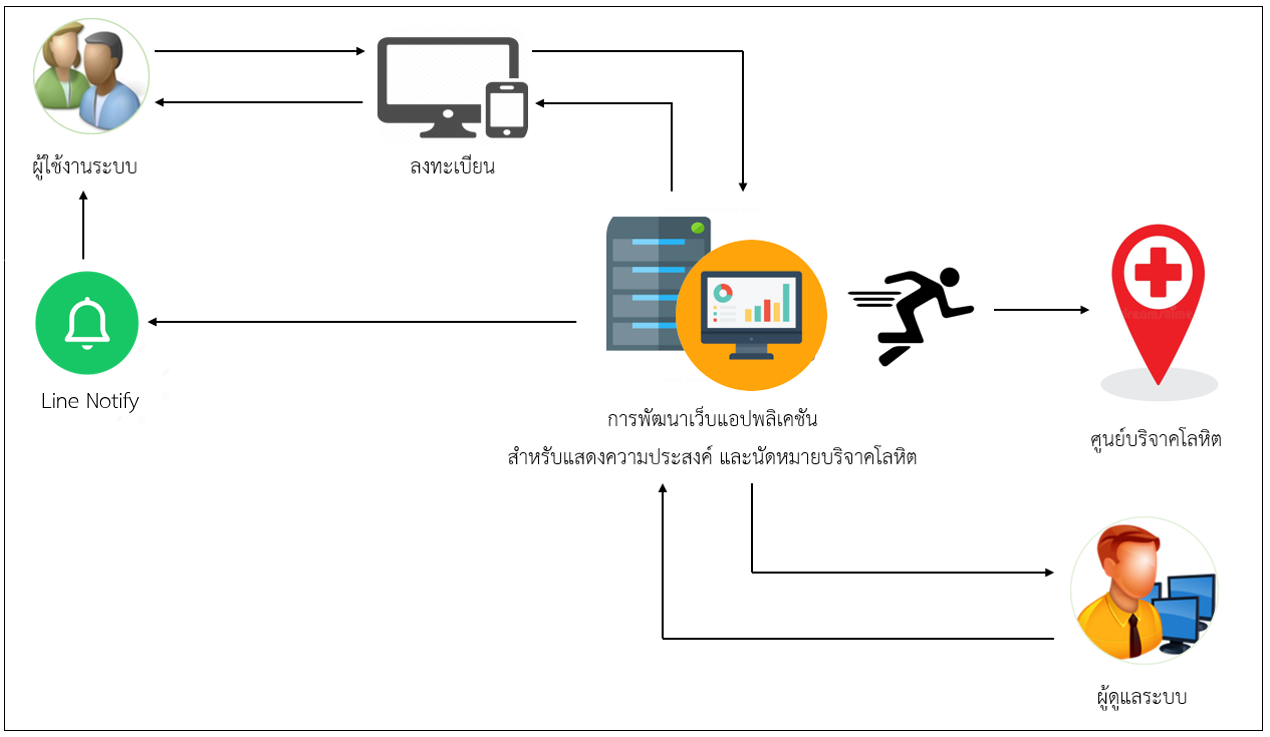 ผู้ใช้งานระบบ
ลงทะเบียน
Line Notify
การพัฒนาเว็บแอปพลิเคชัน
สำหรับแสดงความประสงค์ และนัดหมายบริจาคโลหิต
ศูนย์บริจาคโลหิต
ผู้ดูแลระบบ